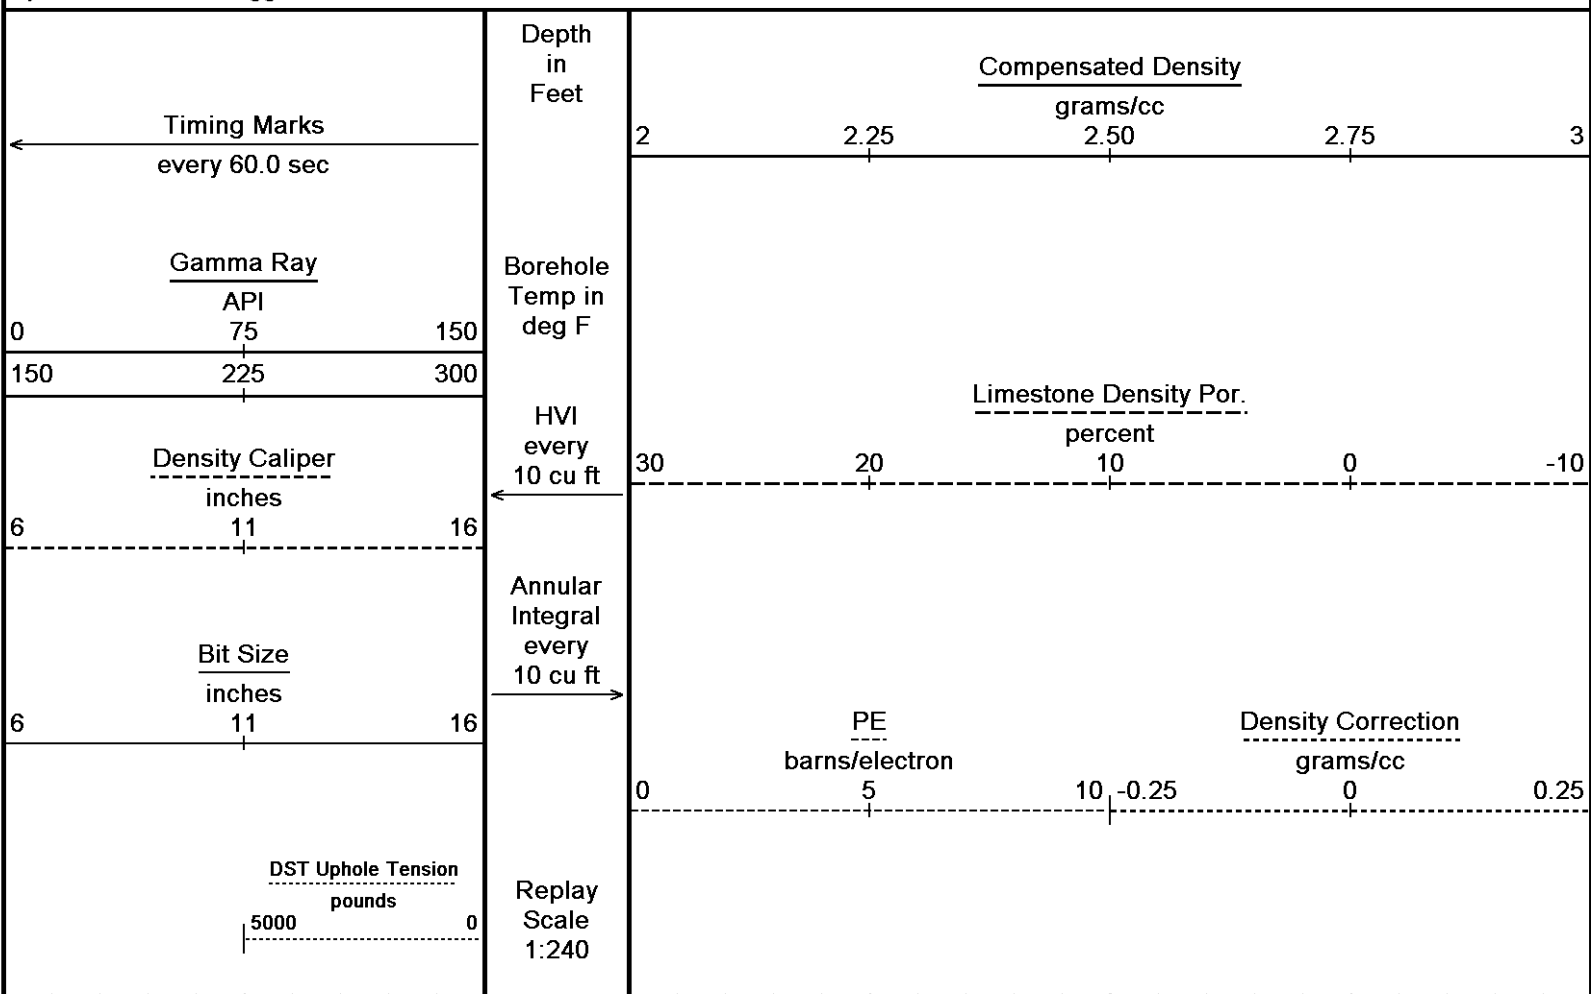 Timing Marks
every 60.0 sec
Gamma Ray
API
0 75 150
150 225 300
Density Caliper
inches
6 11 16
Bit Size
inches
6 11 16
DST Uphole Tension
pounds
5000 0
Depth
in
Feet
Borehole
Temp in
deg F
HVI
every
10 cu ft
Annular
Integral
every
10 cu ft
Replay
Scale
1:240
Compensated Density
grams/cc
2 2.25 2.50 2.75 3
Limestone Density Por.
percent
30 20 10 0 -10
PE
barns/electron
0 5 10
Density Correction
grams/cc
-0.25 0 0.25